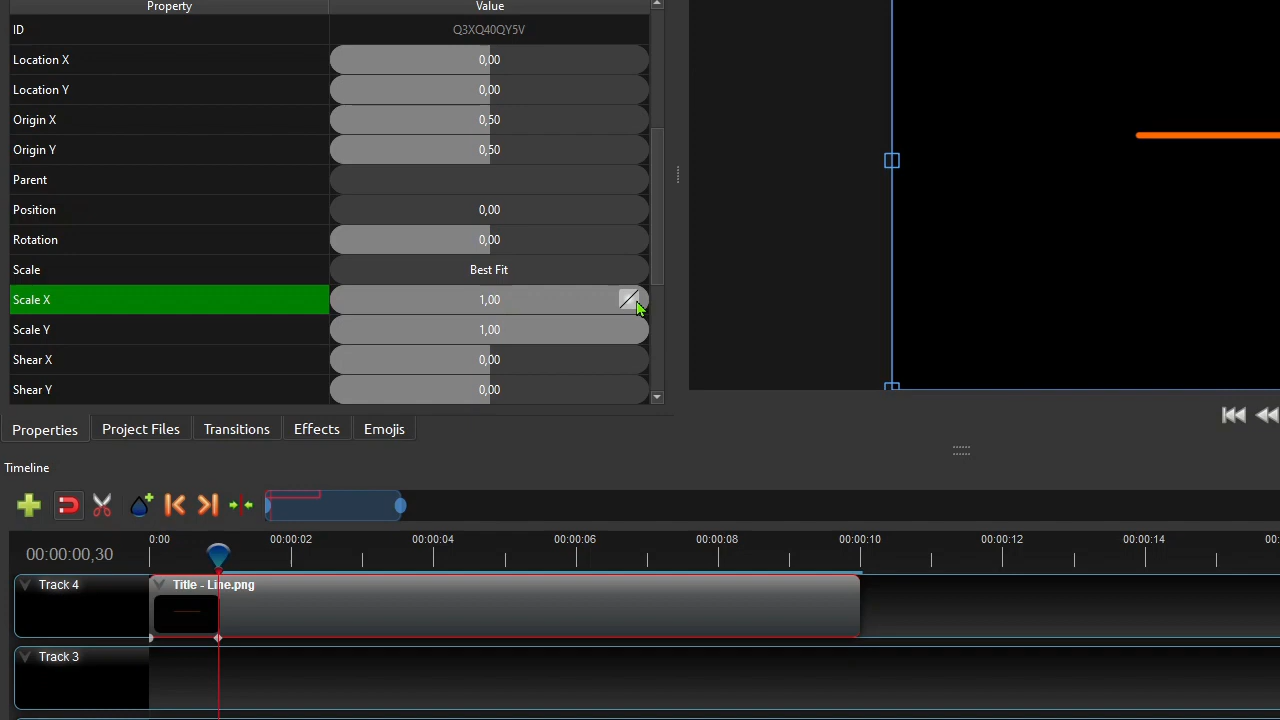 Property Value
ID Q3XQ40QY5V
Location X 0,00
Location Y 0,00
Origin X 0,50
Origin Y 0,50
Parent
Position 0,00
Rotation 0,00
Scale Best Fit
Scale X 1,00
Scale Y 1,00
Shear X 0,00
Shear Y 0,00
Properties Project Files Transitions Effects Emojis
Timeline
0:00 00:00:02 00:00:04 00:00:06 00:00:08 00:00:10 00:00:12 00:00:14 00:
00:00:00,30
Track 4 Title - Line.png
Track 3